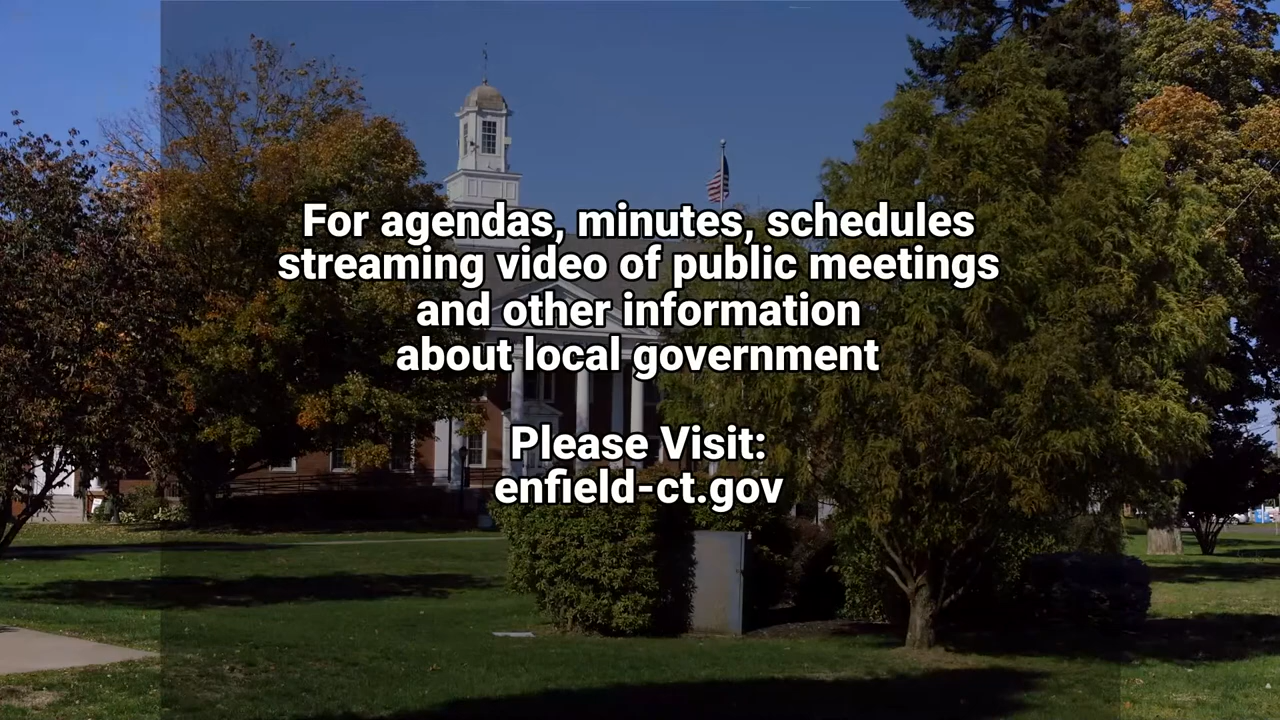 For agendas, minutes, schedules
streaming video of public meetings
and other information
about local government
Please Visit:
enfield-ct.gov